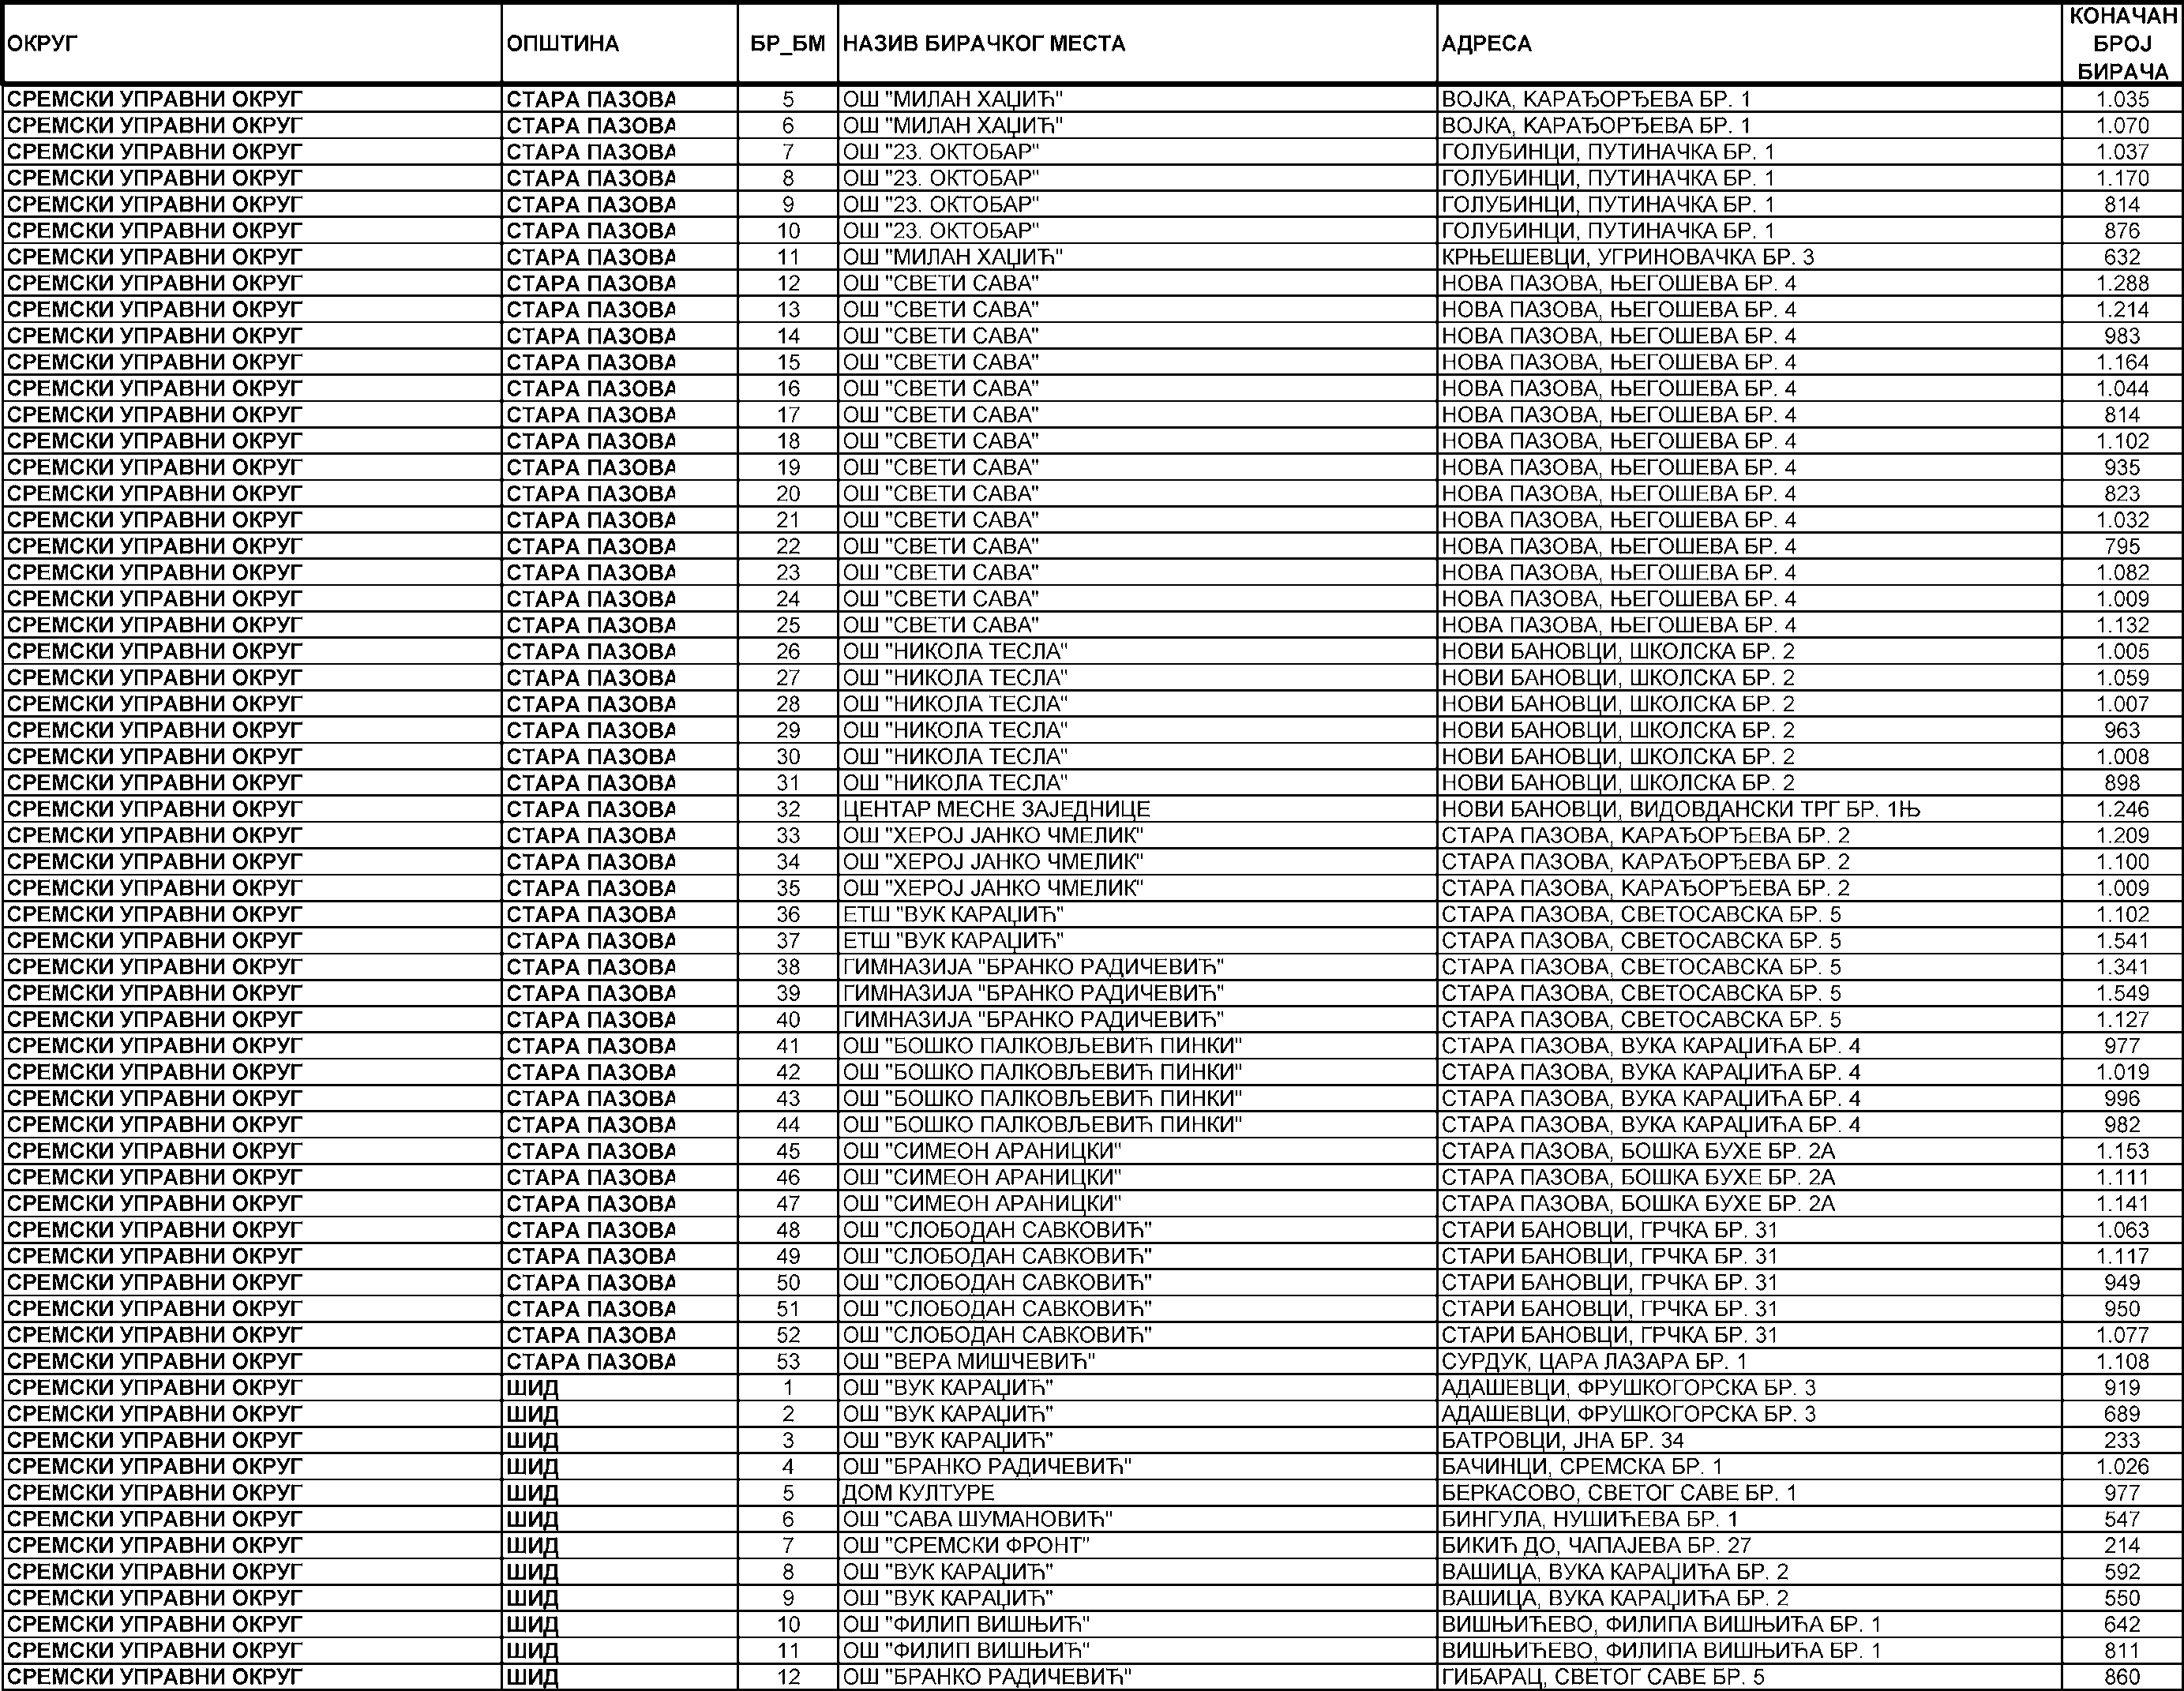 ОКРУГ ОПШТИНА БР_БМ НАЗИВ БИРАЧКОГ МЕСТА АДРЕСА КОНАЧАН БРОЈ БИРАЧА
СРЕМСКИ УПРАВНИ ОКРУГ СТАРА ПАЗОВА 5 ОШ "МИЛАН ХАЏИЋ" ВОЈКА, КАРАЂОРЂЕВА БР. 1 1.035
СРЕМСКИ УПРАВНИ ОКРУГ СТАРА ПАЗОВА 6 ОШ "МИЛАН ХАЏИЋ" ВОЈКА, КАРАЂОРЂЕВА БР. 1 1.070
СРЕМСКИ УПРАВНИ ОКРУГ СТАРА ПАЗОВА 7 ОШ "23. ОКТОБАР" ГОЛУБИНЦИ, ПУТИНАЧКА БР. 1 1.037
СРЕМСКИ УПРАВНИ ОКРУГ СТАРА ПАЗОВА 8 ОШ "23. ОКТОБАР" ГОЛУБИНЦИ, ПУТИНАЧКА БР. 1 1.170
СРЕМСКИ УПРАВНИ ОКРУГ СТАРА ПАЗОВА 9 ОШ "23. ОКТОБАР" ГОЛУБИНЦИ, ПУТИНАЧКА БР. 1 814
СРЕМСКИ УПРАВНИ ОКРУГ СТАРА ПАЗОВА 10 ОШ "23. ОКТОБАР" ГОЛУБИНЦИ, ПУТИНАЧКА БР. 1 876
СРЕМСКИ УПРАВНИ ОКРУГ СТАРА ПАЗОВА 11 ОШ "МИЛАН ХАЏИЋ" КРЊЕШЕВЦИ, УГРИНОВАЧКА БР. 3 632
СРЕМСКИ УПРАВНИ ОКРУГ СТАРА ПАЗОВА 12 ОШ "СВЕТИ САВА" НОВА ПАЗОВА, ЊЕГОШЕВА БР. 4 1.288
СРЕМСКИ УПРАВНИ ОКРУГ СТАРА ПАЗОВА 13 ОШ "СВЕТИ САВА" НОВА ПАЗОВА, ЊЕГОШЕВА БР. 4 1.214
СРЕМСКИ УПРАВНИ ОКРУГ СТАРА ПАЗОВА 14 ОШ "СВЕТИ САВА" НОВА ПАЗОВА, ЊЕГОШЕВА БР. 4 983
СРЕМСКИ УПРАВНИ ОКРУГ СТАРА ПАЗОВА 15 ОШ "СВЕТИ САВА" НОВА ПАЗОВА, ЊЕГОШЕВА БР. 4 1.164
СРЕМСКИ УПРАВНИ ОКРУГ СТАРА ПАЗОВА 16 ОШ "СВЕТИ САВА" НОВА ПАЗОВА, ЊЕГОШЕВА БР. 4 1.044
СРЕМСКИ УПРАВНИ ОКРУГ СТАРА ПАЗОВА 17 ОШ "СВЕТИ САВА" НОВА ПАЗОВА, ЊЕГОШЕВА БР. 4 814
СРЕМСКИ УПРАВНИ ОКРУГ СТАРА ПАЗОВА 18 ОШ "СВЕТИ САВА" НОВА ПАЗОВА, ЊЕГОШЕВА БР. 4 1.102
СРЕМСКИ УПРАВНИ ОКРУГ СТАРА ПАЗОВА 19 ОШ "СВЕТИ САВА" НОВА ПАЗОВА, ЊЕГОШЕВА БР. 4 935
СРЕМСКИ УПРАВНИ ОКРУГ СТАРА ПАЗОВА 20 ОШ "СВЕТИ САВА" НОВА ПАЗОВА, ЊЕГОШЕВА БР. 4 823
СРЕМСКИ УПРАВНИ ОКРУГ СТАРА ПАЗОВА 21 ОШ "СВЕТИ САВА" НОВА ПАЗОВА, ЊЕГОШЕВА БР. 4 1.032
СРЕМСКИ УПРАВНИ ОКРУГ СТАРА ПАЗОВА 22 ОШ "СВЕТИ САВА" НОВА ПАЗОВА, ЊЕГОШЕВА БР. 4 795
СРЕМСКИ УПРАВНИ ОКРУГ СТАРА ПАЗОВА 23 ОШ "СВЕТИ САВА" НОВА ПАЗОВА, ЊЕГОШЕВА БР. 4 1.082
СРЕМСКИ УПРАВНИ ОКРУГ СТАРА ПАЗОВА 24 ОШ "СВЕТИ САВА" НОВА ПАЗОВА, ЊЕГОШЕВА БР. 4 1.009
СРЕМСКИ УПРАВНИ ОКРУГ СТАРА ПАЗОВА 25 ОШ "СВЕТИ САВА" НОВА ПАЗОВА, ЊЕГОШЕВА БР. 4 1.132
СРЕМСКИ УПРАВНИ ОКРУГ СТАРА ПАЗОВА 26 ОШ "НИКОЛА ТЕСЛА" НОВИ БАНОВЦИ, ШКОЛСКА БР. 2 1.005
СРЕМСКИ УПРАВНИ ОКРУГ СТАРА ПАЗОВА 27 ОШ "НИКОЛА ТЕСЛА" НОВИ БАНОВЦИ, ШКОЛСКА БР. 2 1.059
СРЕМСКИ УПРАВНИ ОКРУГ СТАРА ПАЗОВА 28 ОШ "НИКОЛА ТЕСЛА" НОВИ БАНОВЦИ, ШКОЛСКА БР. 2 1.007
СРЕМСКИ УПРАВНИ ОКРУГ СТАРА ПАЗОВА 29 ОШ "НИКОЛА ТЕСЛА" НОВИ БАНОВЦИ, ШКОЛСКА БР. 2 963
СРЕМСКИ УПРАВНИ ОКРУГ СТАРА ПАЗОВА 30 ОШ "НИКОЛА ТЕСЛА" НОВИ БАНОВЦИ, ШКОЛСКА БР. 2 1.008
СРЕМСКИ УПРАВНИ ОКРУГ СТАРА ПАЗОВА 31 ОШ "НИКОЛА ТЕСЛА" НОВИ БАНОВЦИ, ШКОЛСКА БР. 2 898
СРЕМСКИ УПРАВНИ ОКРУГ СТАРА ПАЗОВА 32 ЦЕНТАР МЕСНЕ ЗАЈЕДНИЦЕ НОВИ БАНОВЦИ, ВИДОВДАНСКИ ТРГ БР. 1Њ 1.246
СРЕМСКИ УПРАВНИ ОКРУГ СТАРА ПАЗОВА 33 ОШ "ХЕРОЈ ЈАНКО ЧМЕЛИК" СТАРА ПАЗОВА, КАРАЂОРЂЕВА БР. 2 1.209
СРЕМСКИ УПРАВНИ ОКРУГ СТАРА ПАЗОВА 34 ОШ "ХЕРОЈ ЈАНКО ЧМЕЛИК" СТАРА ПАЗОВА, КАРАЂОРЂЕВА БР. 2 1.100
СРЕМСКИ УПРАВНИ ОКРУГ СТАРА ПАЗОВА 35 ОШ "ХЕРОЈ ЈАНКО ЧМЕЛИК" СТАРА ПАЗОВА, КАРАЂОРЂЕВА БР. 2 1.009
СРЕМСКИ УПРАВНИ ОКРУГ СТАРА ПАЗОВА 36 ЕТШ "ВУК КАРАЏИЋ" СТАРА ПАЗОВА, СВЕТОСАВСКА БР. 5 1.102
СРЕМСКИ УПРАВНИ ОКРУГ СТАРА ПАЗОВА 37 ЕТШ "ВУК КАРАЏИЋ" СТАРА ПАЗОВА, СВЕТОСАВСКА БР. 5 1.541
СРЕМСКИ УПРАВНИ ОКРУГ СТАРА ПАЗОВА 38 ГИМНАЗИЈА "БРАНКО РАДИЧЕВИЋ" СТАРА ПАЗОВА, СВЕТОСАВСКА БР. 5 1.341
СРЕМСКИ УПРАВНИ ОКРУГ СТАРА ПАЗОВА 39 ГИМНАЗИЈА "БРАНКО РАДИЧЕВИЋ" СТАРА ПАЗОВА, СВЕТОСАВСКА БР. 5 1.549
СРЕМСКИ УПРАВНИ ОКРУГ СТАРА ПАЗОВА 40 ГИМНАЗИЈА "БРАНКО РАДИЧЕВИЋ" СТАРА ПАЗОВА, СВЕТОСАВСКА БР. 5 1.127
СРЕМСКИ УПРАВНИ ОКРУГ СТАРА ПАЗОВА 41 ОШ "БОШКО ПАЛКОВЉЕВИЋ ПИНКИ" СТАРА ПАЗОВА, ВУКА КАРАЏИЋА БР. 4 977
СРЕМСКИ УПРАВНИ ОКРУГ СТАРА ПАЗОВА 42 ОШ "БОШКО ПАЛКОВЉЕВИЋ ПИНКИ" СТАРА ПАЗОВА, ВУКА КАРАЏИЋА БР. 4 1.019
СРЕМСКИ УПРАВНИ ОКРУГ СТАРА ПАЗОВА 43 ОШ "БОШКО ПАЛКОВЉЕВИЋ ПИНКИ" СТАРА ПАЗОВА, ВУКА КАРАЏИЋА БР. 4 996
СРЕМСКИ УПРАВНИ ОКРУГ СТАРА ПАЗОВА 44 ОШ "БОШКО ПАЛКОВЉЕВИЋ ПИНКИ" СТАРА ПАЗОВА, ВУКА КАРАЏИЋА БР. 4 982
СРЕМСКИ УПРАВНИ ОКРУГ СТАРА ПАЗОВА 45 ОШ "СИМЕОН АРАНИЦКИ" СТАРА ПАЗОВА, БОШКА БУХЕ БР. 2А 1.153
СРЕМСКИ УПРАВНИ ОКРУГ СТАРА ПАЗОВА 46 ОШ "СИМЕОН АРАНИЦКИ" СТАРА ПАЗОВА, БОШКА БУХЕ БР. 2А 1.111
СРЕМСКИ УПРАВНИ ОКРУГ СТАРА ПАЗОВА 47 ОШ "СИМЕОН АРАНИЦКИ" СТАРА ПАЗОВА, БОШКА БУХЕ БР. 2А 1.141
СРЕМСКИ УПРАВНИ ОКРУГ СТАРА ПАЗОВА 48 ОШ "СЛОБОДАН САВКОВИЋ" СТАРИ БАНОВЦИ, ГРЧКА БР. 31 1.063
СРЕМСКИ УПРАВНИ ОКРУГ СТАРА ПАЗОВА 49 ОШ "СЛОБОДАН САВКОВИЋ" СТАРИ БАНОВЦИ, ГРЧКА БР. 31 1.117
СРЕМСКИ УПРАВНИ ОКРУГ СТАРА ПАЗОВА 50 ОШ "СЛОБОДАН САВКОВИЋ" СТАРИ БАНОВЦИ, ГРЧКА БР. 31 949
СРЕМСКИ УПРАВНИ ОКРУГ СТАРА ПАЗОВА 51 ОШ "СЛОБОДАН САВКОВИЋ" СТАРИ БАНОВЦИ, ГРЧКА БР. 31 950
СРЕМСКИ УПРАВНИ ОКРУГ СТАРА ПАЗОВА 52 ОШ "СЛОБОДАН САВКОВИЋ" СТАРИ БАНОВЦИ, ГРЧКА БР. 31 1.077
СРЕМСКИ УПРАВНИ ОКРУГ СТАРА ПАЗОВА 53 ОШ "ВЕРА МИШЧЕВИЋ" СУРДУК, ЦАРА ЛАЗАРА БР. 1 1.108
СРЕМСКИ УПРАВНИ ОКРУГ ШИД 1 ОШ "ВУК КАРАЏИЋ" АДАШЕВЦИ, ФРУШКОГОРСКА БР. 3 919
СРЕМСКИ УПРАВНИ ОКРУГ ШИД 2 ОШ "ВУК КАРАЏИЋ" АДАШЕВЦИ, ФРУШКОГОРСКА БР. 3 689
СРЕМСКИ УПРАВНИ ОКРУГ ШИД 3 ОШ "ВУК КАРАЏИЋ" БАТРОВЦИ, ЈНА БР. 34 233
СРЕМСКИ УПРАВНИ ОКРУГ ШИД 4 ОШ "БРАНКО РАДИЧЕВИЋ" БАЧИНЦИ, СРЕМСКА БР. 1 1.026
СРЕМСКИ УПРАВНИ ОКРУГ ШИД 5 ДОМ КУЛТУРЕ БЕРКАСОВО, СВЕТОГ САВЕ БР. 1 977
СРЕМСКИ УПРАВНИ ОКРУГ ШИД 6 ОШ "САВА ШУМАНОВИЋ" БИНГУЛА, НУШИЋЕВА БР. 1 547
СРЕМСКИ УПРАВНИ ОКРУГ ШИД 7 ОШ "СРЕМСКИ ФРОНТ" БИКИЋ ДО, ЧАПАЈЕВА БР. 27 214
СРЕМСКИ УПРАВНИ ОКРУГ ШИД 8 ОШ "ВУК КАРАЏИЋ" ВАШИЦА, ВУКА КАРАЏИЋА БР. 2 592
СРЕМСКИ УПРАВНИ ОКРУГ ШИД 9 ОШ "ВУК КАРАЏИЋ" ВАШИЦА, ВУКА КАРАЏИЋА БР. 2 550
СРЕМСКИ УПРАВНИ ОКРУГ ШИД 10 ОШ "ФИЛИП ВИШЊИЋ" ВИШЊИЋЕВО, ФИЛИПА ВИШЊИЋА БР. 1 642
СРЕМСКИ УПРАВНИ ОКРУГ ШИД 11 ОШ "ФИЛИП ВИШЊИЋ" ВИШЊИЋЕВО, ФИЛИПА ВИШЊИЋА БР. 1 811
СРЕМСКИ УПРАВНИ ОКРУГ ШИД 12 ОШ "БРАНКО РАДИЧЕВИЋ" ГИБАРАЦ, СВЕТОГ САВЕ БР. 5 860